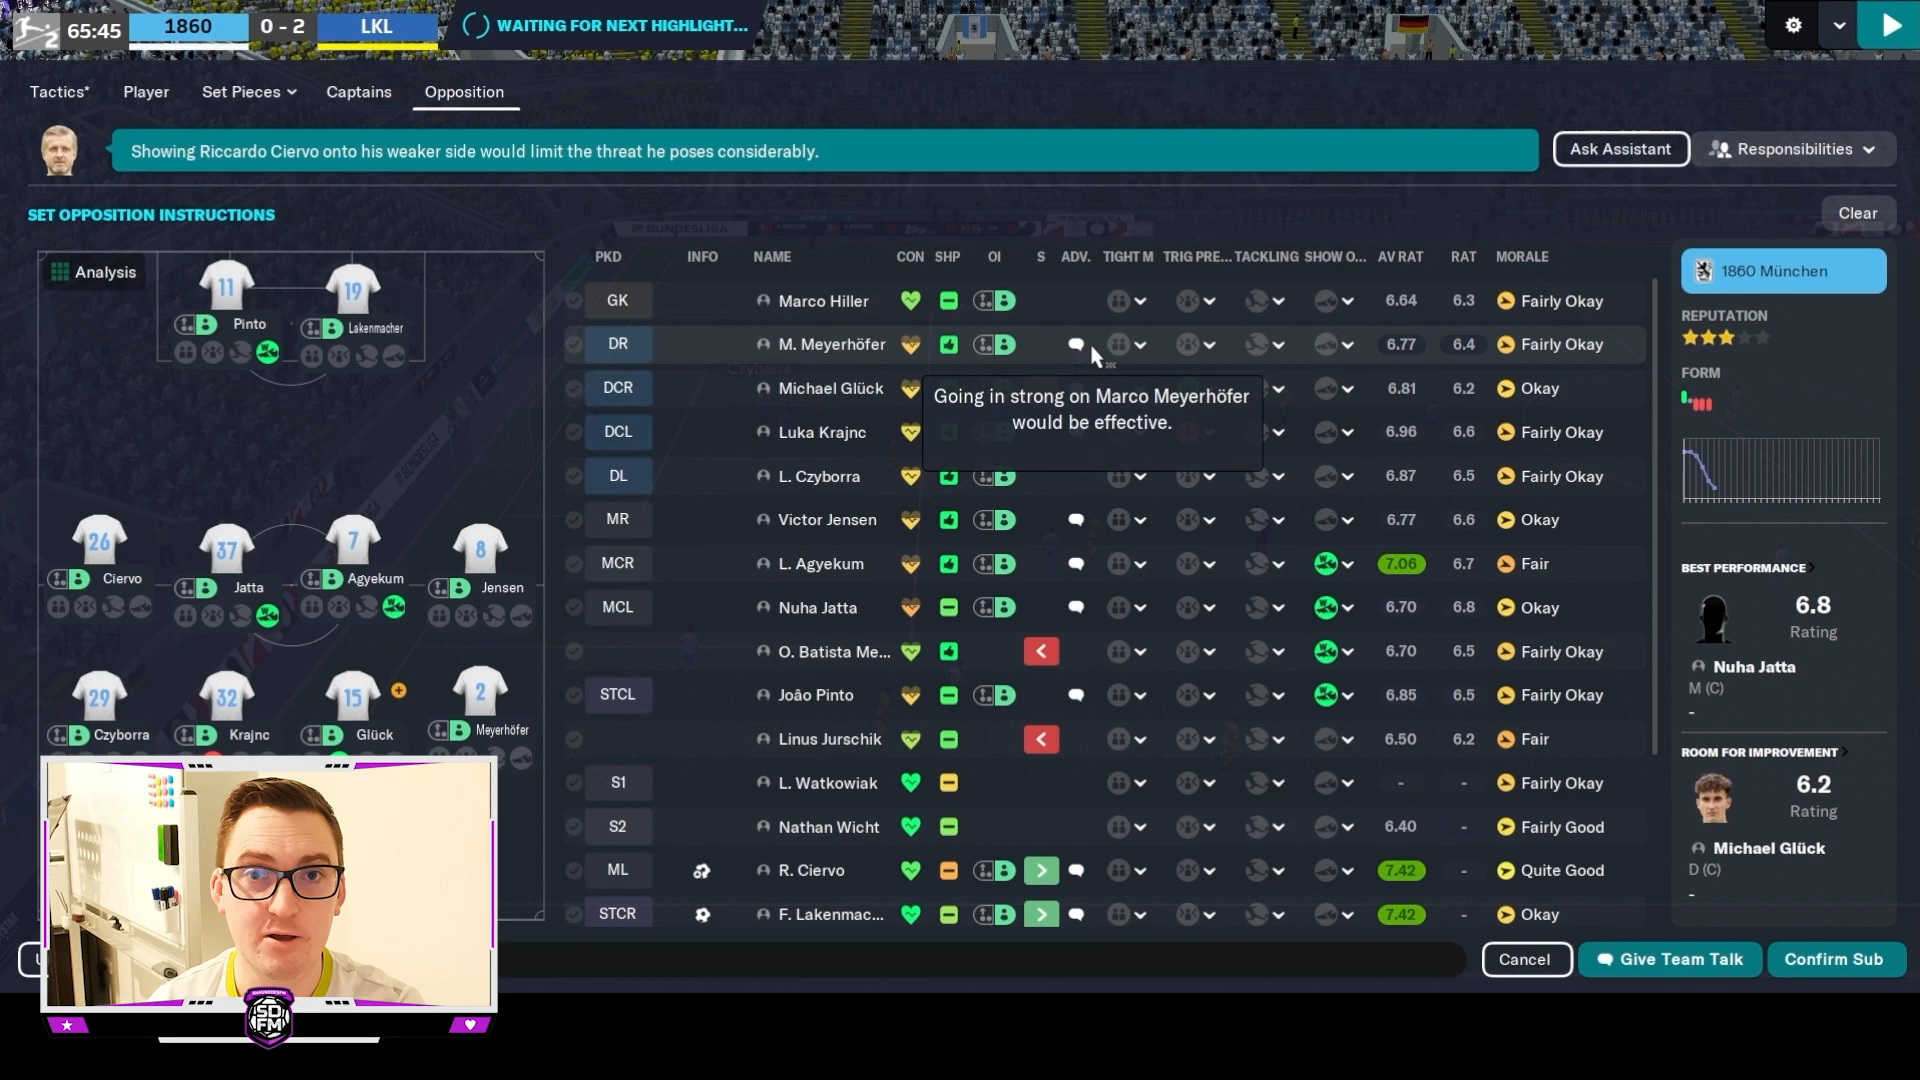 65:45
1860
0 - 2
LKL
WAITING FOR NEXT HIGHLIGHT...
Tactics*
Player
Set Pieces
Captains
Opposition
Showing Riccardo Ciervo onto his weaker side would limit the threat he poses considerably.
Ask Assistant
Responsibilities
SET OPPOSITION INSTRUCTIONS
Clear
BUNDESLIGA
Analysis
11
Pinto
19
Lakenmacher
26
Ciervo
37
Jatta
7
Agyekum
8
Jensen
29
Czyborra
32
Krajnc
15
Glück
2
Meyerhöfer
PKD INFO NAME CON SHP OI S ADV. TIGHT M TRIG PRE... TACKLING SHOW O... AV RAT RAT MORALE
GK Marco Hiller 6.64 6.3 Fairly Okay
DR M. Meyerhöfer 6.77 6.4 Fairly Okay
Czyborra
DCR Michael Glück 6.81 6.2 Okay
Going in strong on Marco Meyerhöfer
would be effective.
DCL Luka Krajnc 6.96 6.6 Fairly Okay
DL L. Czyborra 6.87 6.5 Fairly Okay
MR Victor Jensen 6.77 6.6 Okay
MCR L. Agyekum 7.06 6.7 Fair
MCL Nuha Jatta 6.70 6.8 Okay
O. Batista Me... 6.70 6.5 Fairly Okay
STCL João Pinto 6.85 6.5 Fairly Okay
Linus Jurschik 6.50 6.2 Fair
S1 L. Watkowiak - - Fairly Okay
S2 Nathan Wicht 6.40 - Fairly Good
ML R. Ciervo 7.42 - Quite Good
STCR F. Lakenmac... 7.42 - Okay
1860 München
REPUTATION
FORM
BEST PERFORMANCE
6.8
Rating
Nuha Jatta
M (C)
-
ROOM FOR IMPROVEMENT
6.2
Rating
Michael Glück
D (C)
-
Cancel
Give Team Talk
Confirm Sub
SD
FM